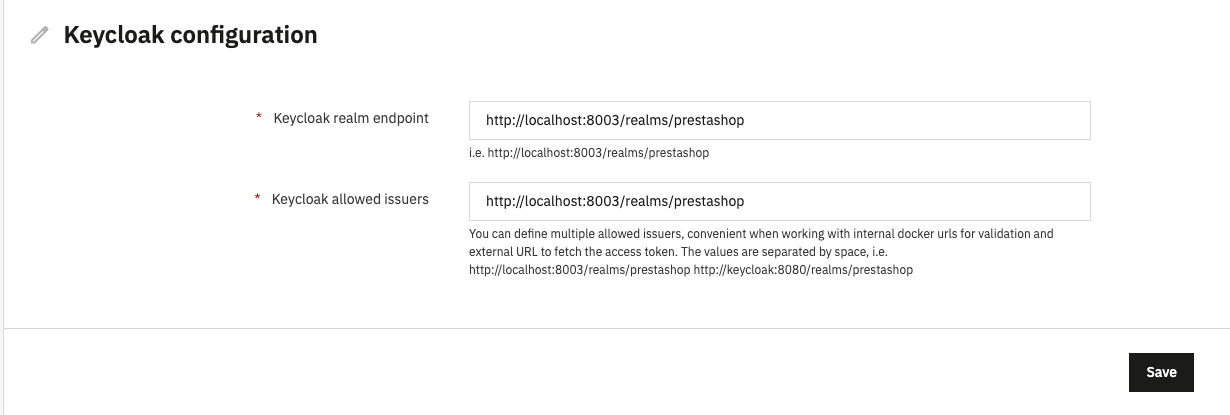 Keycloak configuration
* Keycloak realm endpoint
http://localhost:8003/realms/prestashop
i.e. http://localhost:8003/realms/prestashop
* Keycloak allowed issuers
http://localhost:8003/realms/prestashop
You can define multiple allowed issuers, convenient when working with internal docker urls for validation and
external URL to fetch the access token. The values are separated by space, i.e.
http://localhost:8003/realms/prestashop http://keycloak:8080/realms/prestashop
Save